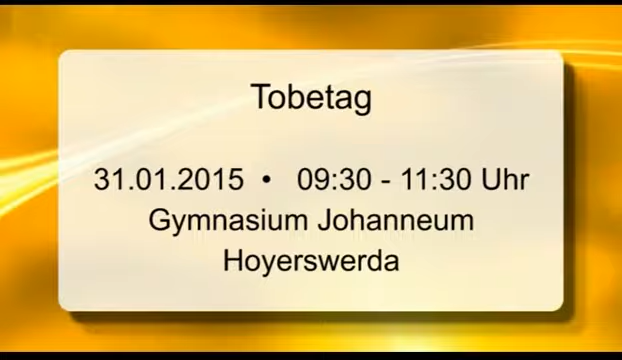 Tobetag
31.01.2015 • 09:30 - 11:30 Uhr
Gymnasium Johanneum
Hoyerswerda